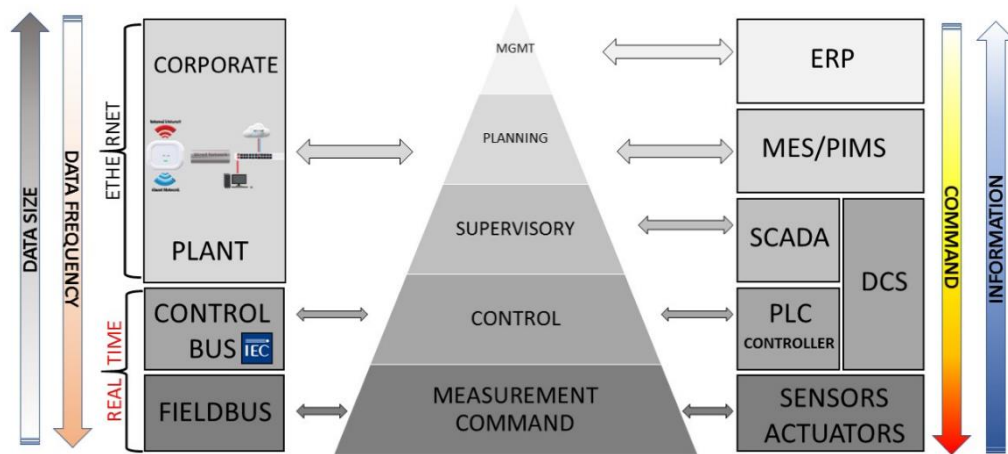 DATA SIZE
DATA FREQUENCY
ETHERNET
REAL TIME
CORPORATE
PLANT
CONTROL
BUS
IEC
FIELDBUS
MGMT
PLANNING
SUPERVISORY
CONTROL
MEASUREMENT
COMMAND
ERP
MES/PIMS
SCADA
DCS
PLC
CONTROLLER
SENSORS
ACTUATORS
COMMAND
INFORMATION